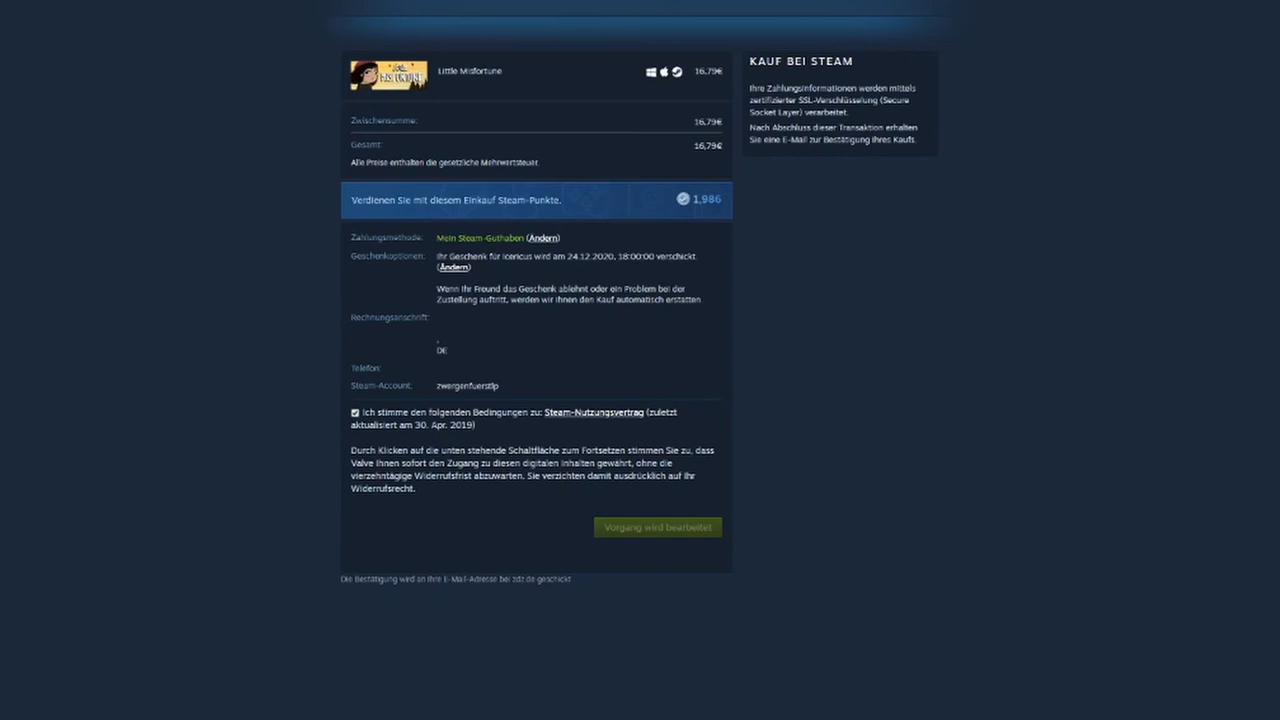 Little Misfortune
16,79€
Zwischensumme:
16,79€
Gesamt:
16,79€
Alle Preise enthalten die gesetzliche Mehrwertsteuer.
Verdienen Sie mit diesem Einkauf Steam-Punkte.
1,986
Zahlungsmethode:
Mein Steam-Guthaben (Ändern)
Geschenkoptionen:
Ihr Geschenk für Icericus wird am 24.12.2020, 18:00:00 verschickt.
(Ändern)
Wenn Ihr Freund das Geschenk ablehnt oder ein Problem bei der
Zustellung auftritt, werden wir Ihnen den Kauf automatisch erstatten
Rechnungsanschrift:
,
DE
Telefon:
Steam-Account:
zwergenfuerstlp
Ich stimme den folgenden Bedingungen zu: Steam-Nutzungsvertrag (zuletzt
aktualisiert am 30. Apr. 2019)
Durch Klicken auf die unten stehende Schaltfläche zum Fortsetzen stimmen Sie zu, dass
Valve Ihnen sofort den Zugang zu diesen digitalen Inhalten gewährt, ohne die
vierzehntägige Widerrufsfrist abzuwarten. Sie verzichten damit ausdrücklich auf Ihr
Widerrufsrecht.
Vorgang wird bearbeitet
Die Bestätigung wird an Ihre E-Mail-Adresse bei zdz.de geschickt
KAUF BEI STEAM
Ihre Zahlungsinformationen werden mittels
zertifizierter SSL-Verschlüsselung (Secure
Socket Layer) verarbeitet.
Nach Abschluss dieser Transaktion erhalten
Sie eine E-Mail zur Bestätigung Ihres Kaufs.